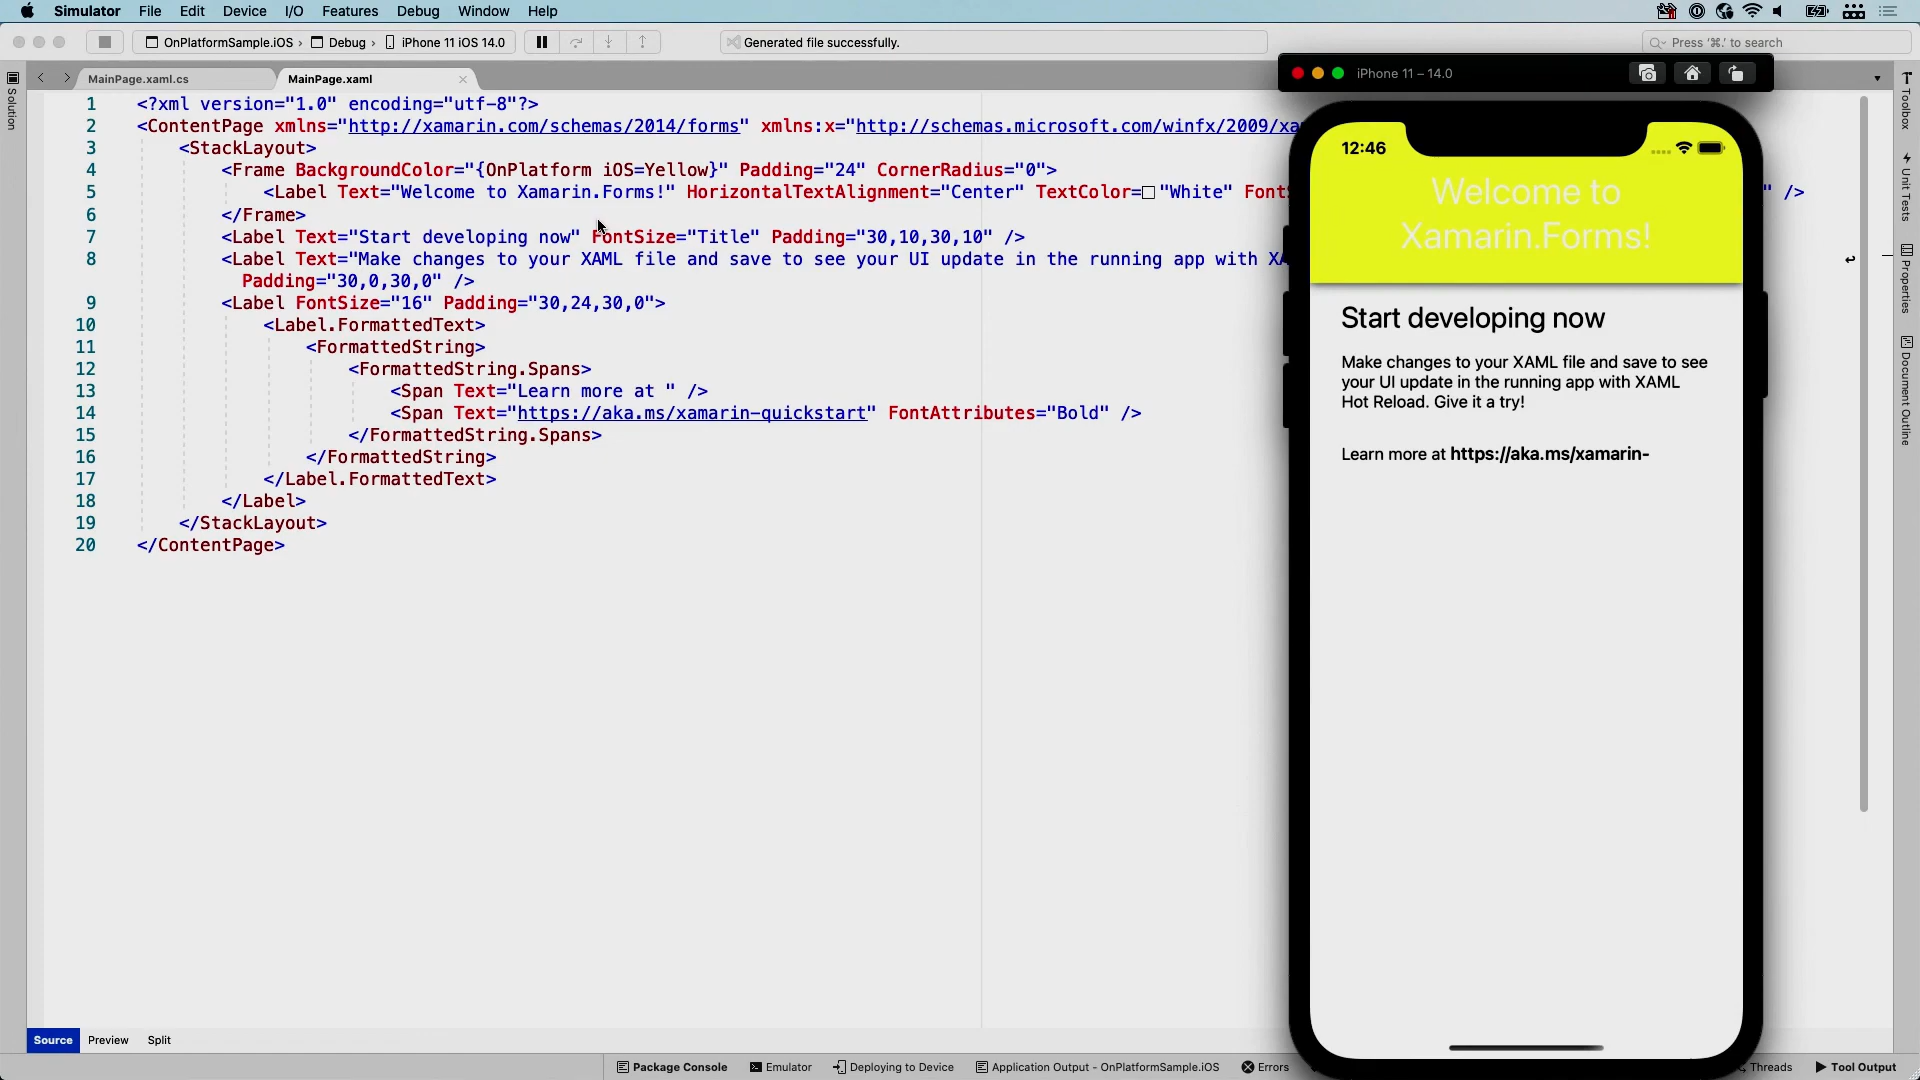 Simulator File Edit Device I/O Features Debug Window Help
OnPlatformSample.iOS › Debug › iPhone 11 iOS 14.0
Generated file successfully.
Press '⌘.' to search
MainPage.xaml.cs
MainPage.xaml
1 <?xml version="1.0" encoding="utf-8"?>
2 <ContentPage xmlns="http://xamarin.com/schemas/2014/forms" xmlns:x="http://schemas.microsoft.com/winfx/2009/xa
3 <StackLayout>
4 <Frame BackgroundColor="{OnPlatform iOS=Yellow}" Padding="24" CornerRadius="0">
5 <Label Text="Welcome to Xamarin.Forms!" HorizontalTextAlignment="Center" TextColor="White" FontS " />
6 </Frame>
7 <Label Text="Start developing now" FontSize="Title" Padding="30,10,30,10" />
8 <Label Text="Make changes to your XAML file and save to see your UI update in the running app with XA
Padding="30,0,30,0" />
9 <Label FontSize="16" Padding="30,24,30,0">
10 <Label.FormattedText>
11 <FormattedString>
12 <FormattedString.Spans>
13 <Span Text="Learn more at " />
14 <Span Text="https://aka.ms/xamarin-quickstart" FontAttributes="Bold" />
15 </FormattedString.Spans>
16 </FormattedString>
17 </Label.FormattedText>
18 </Label>
19 </StackLayout>
20 </ContentPage>
iPhone 11 – 14.0
12:46
Welcome to
Xamarin.Forms!
Start developing now
Make changes to your XAML file and save to see
your UI update in the running app with XAML
Hot Reload. Give it a try!
Learn more at https://aka.ms/xamarin-
Solution
Toolbox
Unit Tests
Properties
Document Outline
Source Preview Split
Package Console Emulator Deploying to Device Application Output - OnPlatformSample.iOS Errors Threads Tool Output